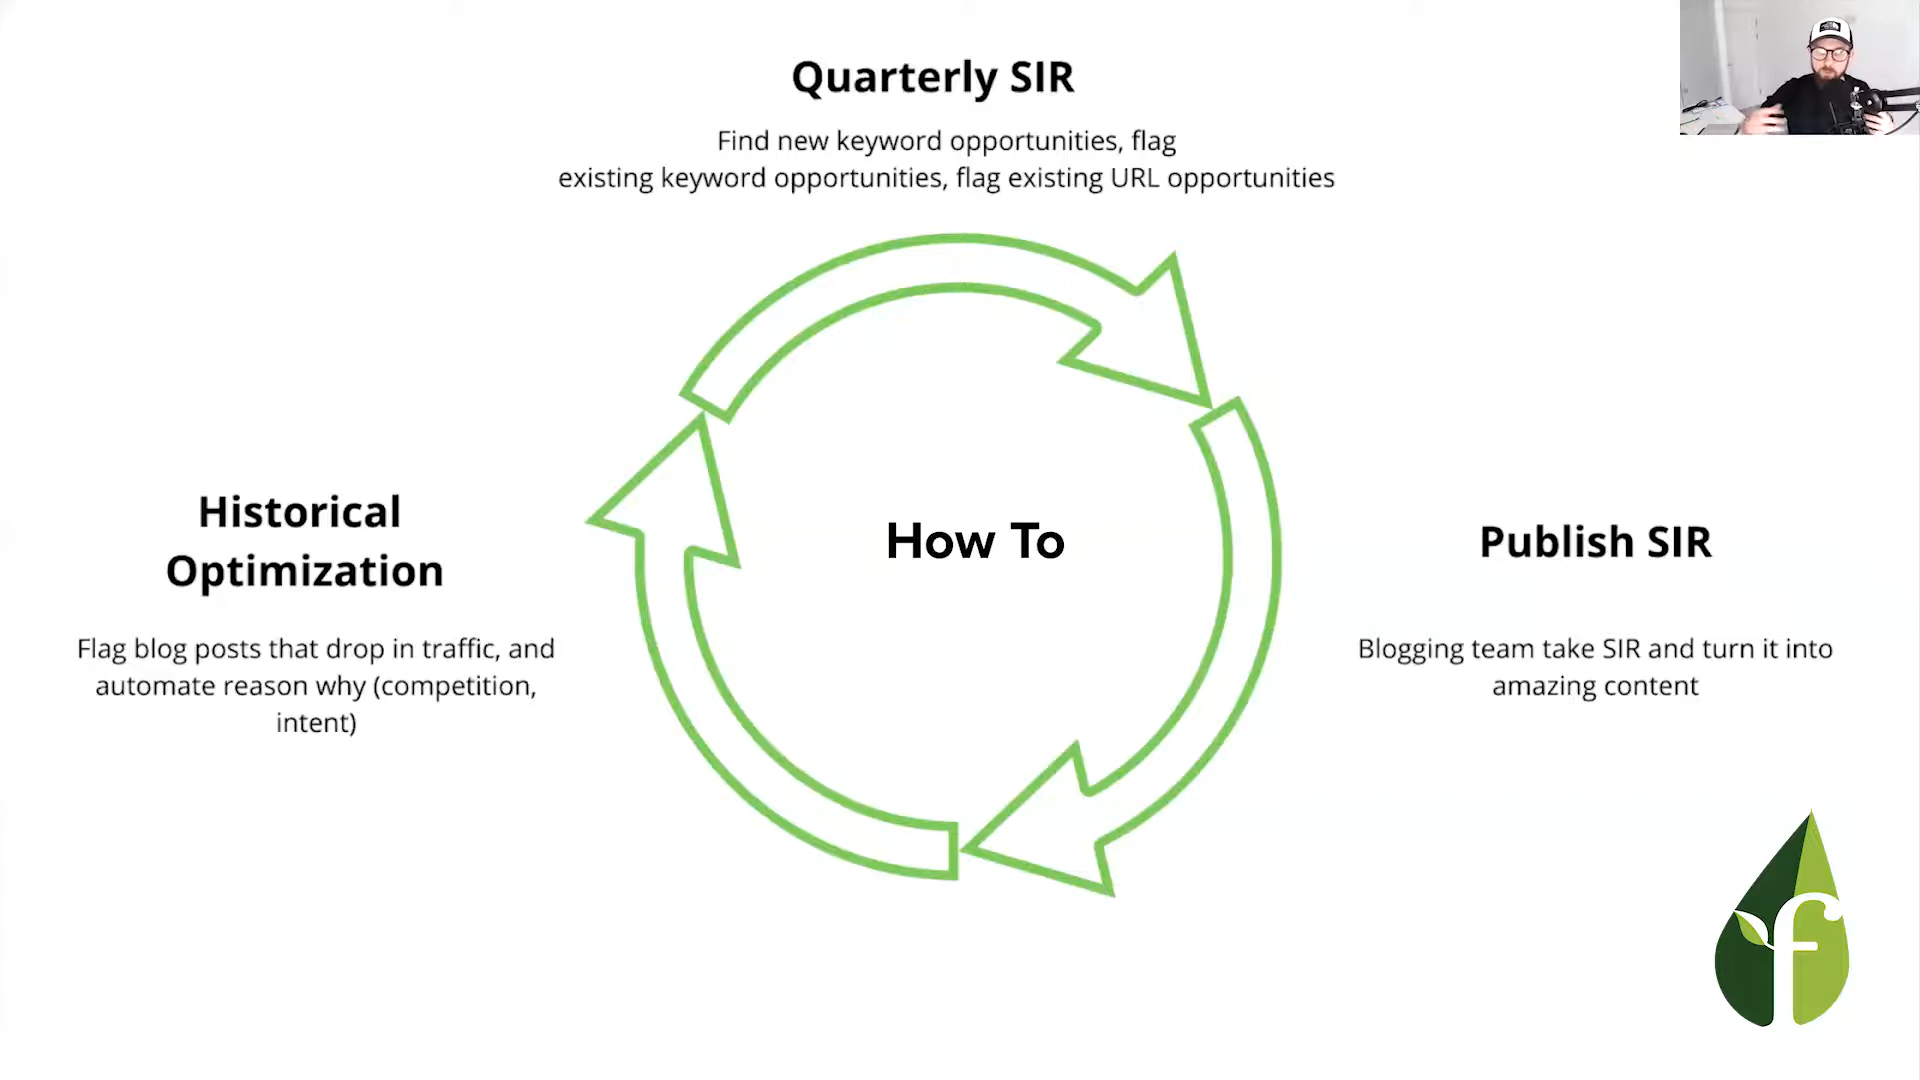 Quarterly SIR
Find new keyword opportunities, flag
existing keyword opportunities, flag existing URL opportunities
Historical
Optimization
Flag blog posts that drop in traffic, and
automate reason why (competition,
intent)
How To
Publish SIR
Blogging team take SIR and turn it into
amazing content
f